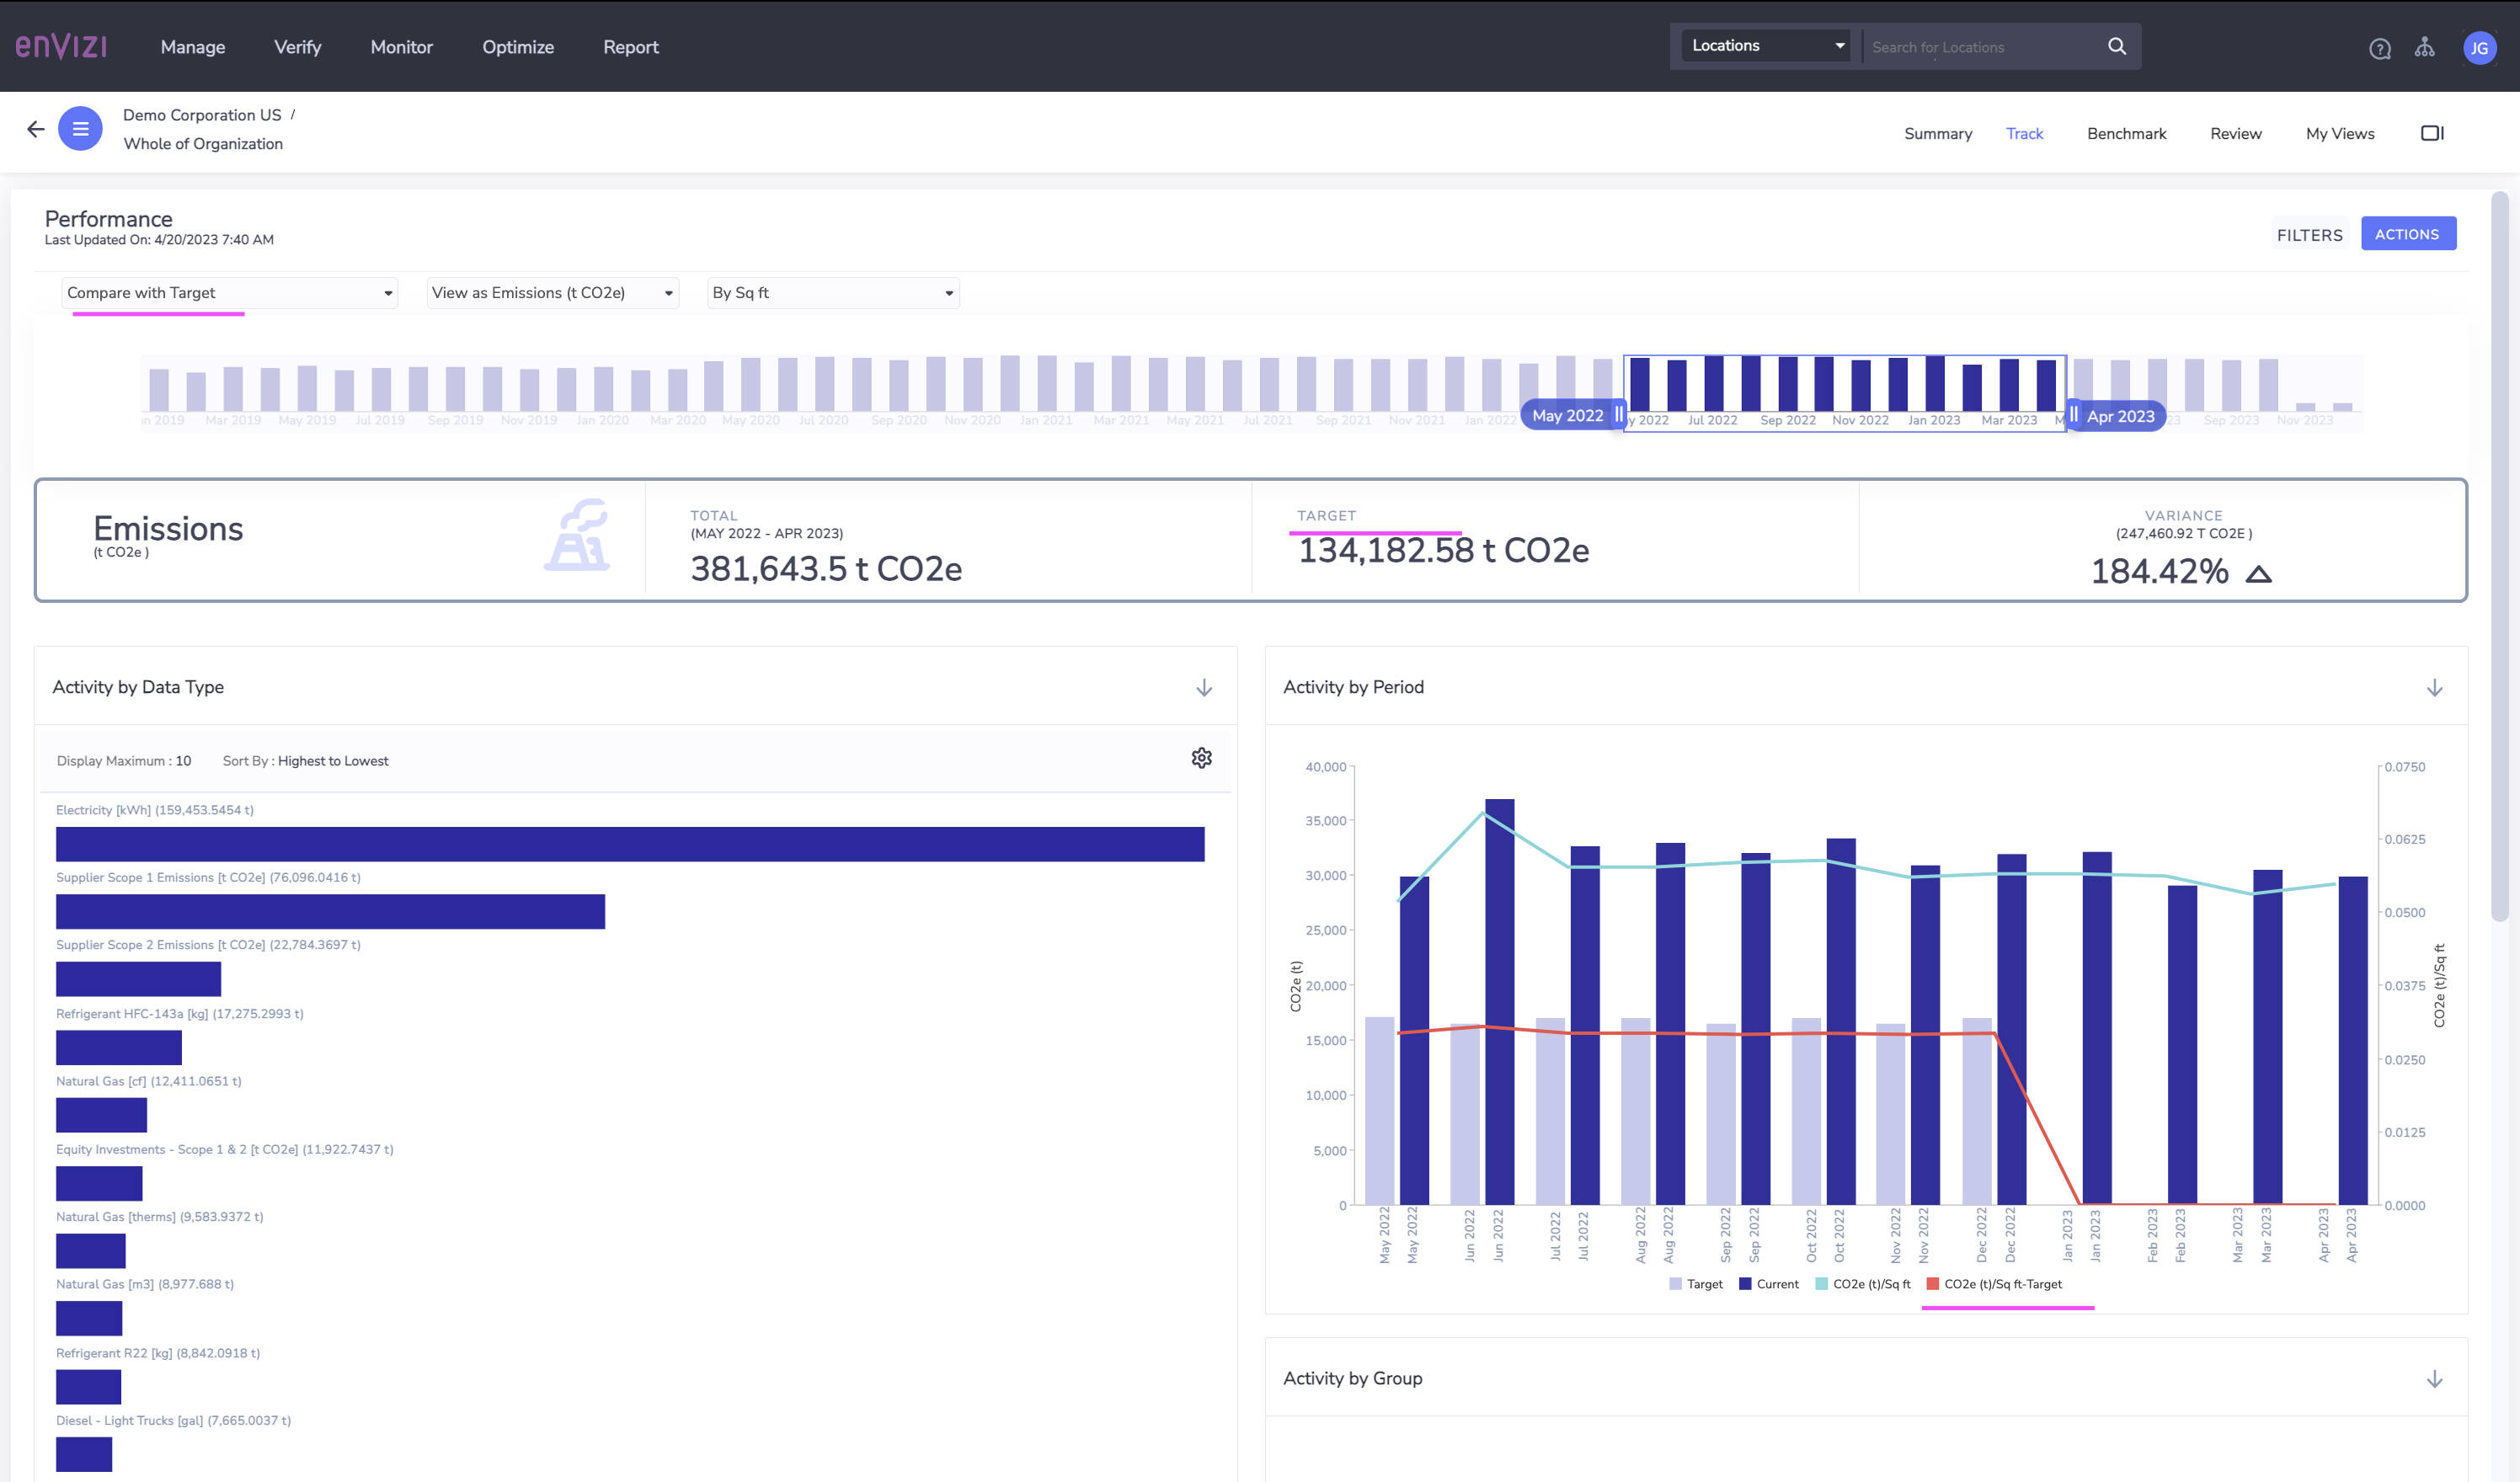 enVIZI
Manage
Verify
Monitor
Optimize
Report
Locations
Search for Locations
?
JG
Demo Corporation US /
Whole of Organization
Summary
Track
Benchmark
Review
My Views
Performance
Last Updated On: 4/20/2023 7:40 AM
FILTERS
ACTIONS
Compare with Target
View as Emissions (t CO2e)
By Sq ft
n 2019
Mar 2019
May 2019
Jul 2019
Sep 2019
Nov 2019
Jan 2020
Mar 2020
May 2020
Jul 2020
Sep 2020
Nov 2020
Jan 2021
Mar 2021
May 2021
Jul 2021
Sep 2021
Nov 2021
Jan 2022
May 2022
y 2022
Jul 2022
Sep 2022
Nov 2022
Jan 2023
Mar 2023
M
Apr 2023
23
Sep 2023
Nov 2023
Emissions
(t CO2e )
TOTAL
(MAY 2022 - APR 2023)
381,643.5 t CO2e
TARGET
134,182.58 t CO2e
VARIANCE
(247,460.92 T CO2E )
184.42%
Activity by Data Type
Display Maximum : 10
Sort By : Highest to Lowest
Electricity [kWh] (159,453.5454 t)
Supplier Scope 1 Emissions [t CO2e] (76,096.0416 t)
Supplier Scope 2 Emissions [t CO2e] (22,784.3697 t)
Refrigerant HFC-143a [kg] (17,275.2993 t)
Natural Gas [cf] (12,411.0651 t)
Equity Investments - Scope 1 & 2 [t CO2e] (11,922.7437 t)
Natural Gas [therms] (9,583.9372 t)
Natural Gas [m3] (8,977.688 t)
Refrigerant R22 [kg] (8,842.0918 t)
Diesel - Light Trucks [gal] (7,665.0037 t)
Activity by Period
40,000
35,000
30,000
25,000
20,000
15,000
10,000
5,000
0
CO2e (t)
0.0750
0.0625
0.0500
0.0375
0.0250
0.0125
0.0000
CO2e (t)/Sq ft
May 2022
May 2022
Jun 2022
Jun 2022
Jul 2022
Jul 2022
Aug 2022
Aug 2022
Sep 2022
Sep 2022
Oct 2022
Oct 2022
Nov 2022
Nov 2022
Dec 2022
Dec 2022
Jan 2023
Jan 2023
Feb 2023
Feb 2023
Mar 2023
Mar 2023
Apr 2023
Apr 2023
Target
Current
CO2e (t)/Sq ft
CO2e (t)/Sq ft-Target
Activity by Group